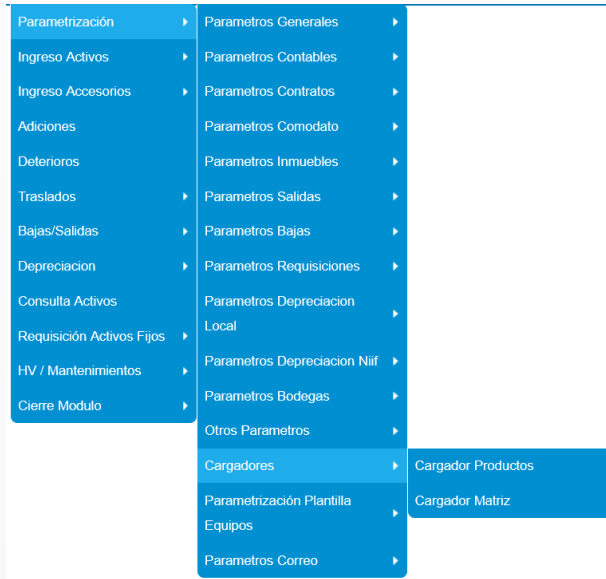 Parametrización
Ingreso Activos
Ingreso Accesorios
Adiciones
Deterioros
Traslados
Bajas/Salidas
Depreciacion
Consulta Activos
Requisición Activos Fijos
HV / Mantenimientos
Cierre Modulo
Parametros Generales
Parametros Contables
Parametros Contratos
Parametros Comodato
Parametros Inmuebles
Parametros Salidas
Parametros Bajas
Parametros Requisiciones
Parametros Depreciacion
Local
Parametros Depreciacion Niif
Parametros Bodegas
Otros Parametros
Cargadores
Parametrización Plantilla
Equipos
Parametros Correo
Cargador Productos
Cargador Matriz